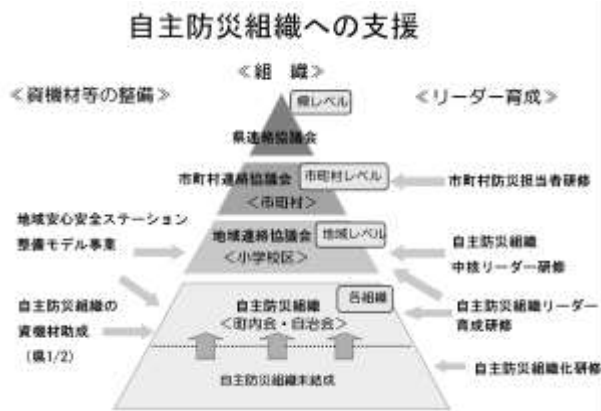 自主防災組織への支援
≪組　織≫
≪資機材等の整備≫
≪リーダー育成≫
県レベル
県連絡協議会
市町村連絡協議会
市町村レベル
＜市町村＞
市町村防災担当者研修
地域安心安全ステーション
整備モデル事業
地域連絡協議会
地域レベル
＜小学校区＞
自主防災組織
中核リーダー研修
各組織
自主防災組織の
資機材助成
（県1/2）
自主防災組織
＜町内会・自治会＞
自主防災組織リーダー
育成研修
自主防災組織未結成
自主防災組織化研修